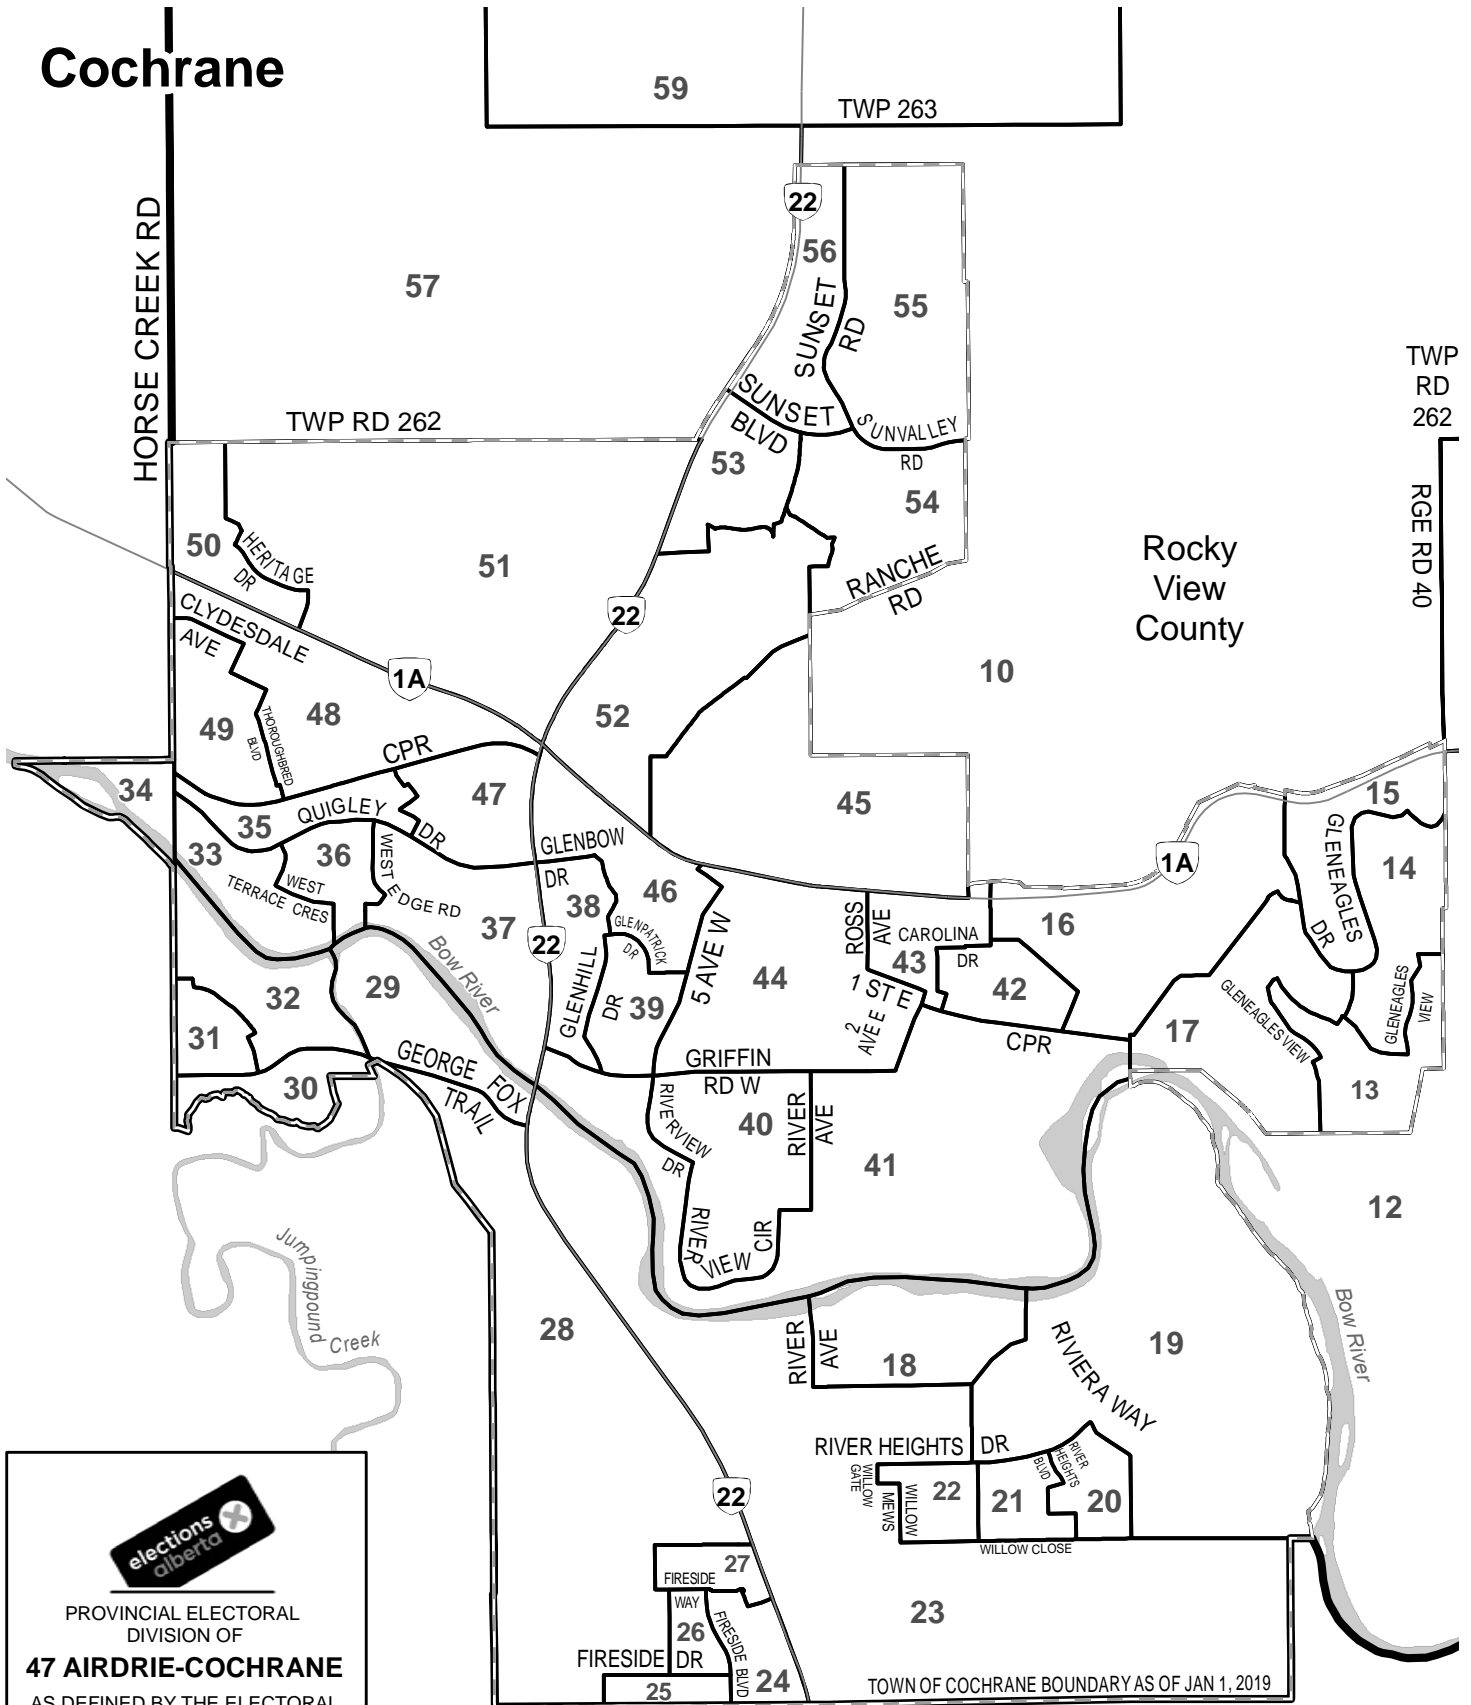 Cochrane
59
TWP 263
HORSE CREEK RD
22
56
57
SUNSET
RD
55
TWP
RD
262
TWP RD 262
SUNSET
BLVD
SUNVALLEY
RD
53
54
RGE RD 40
50
HERITAGE
DR
51
Rocky
View
County
RANCHE
RD
22
CLYDESDALE
AVE
1A
10
49
48
52
THOROUGHBRED
BLVD
CPR
34
47
45
15
35
QUIGLEY
DR
GLENBOW
DR
GLENEAGLES
DR
33
36
WEST EDGE RD
1A
14
TERRACE CRES
WEST
46
38
16
37
22
GLENPATRICK
DR
5 AVE W
ROSS
AVE
CAROLINA
DR
43
Bow River
44
42
29
32
GLENHILL
DR
39
1 ST E
2
AVE E
GLENEAGLES
VIEW
GLENEAGLES VIEW
31
17
CPR
GEORGE FOX
TRAIL
GRIFFIN
RD W
30
13
RIVERVIEW
DR
40
RIVER
AVE
41
12
RIVER
VIEW
CIR
Jumpingpound
Creek
28
Bow River
RIVER
AVE
18
19
RIVIERA WAY
RIVER HEIGHTS
DR
WILLOW
GATE
WILLOW
MEWS
22
21
BLVD
RIVER
HEIGHTS
20
22
WILLOW CLOSE
elections
alberta
27
FIRESIDE
WAY
26
FIRESIDE BLVD
23
PROVINCIAL ELECTORAL
DIVISION OF
47 AIRDRIE-COCHRANE
AS DEFINED BY THE ELECTORAL
FIRESIDE
DR
25
24
TOWN OF COCHRANE BOUNDARY AS OF JAN 1, 2019